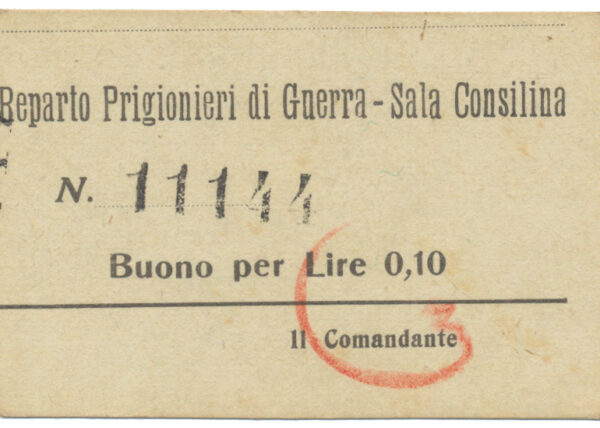 Reparto Prigionieri di Guerra - Sala Consilina
N. 11144
Buono per Lire 0,10
Il Comandante